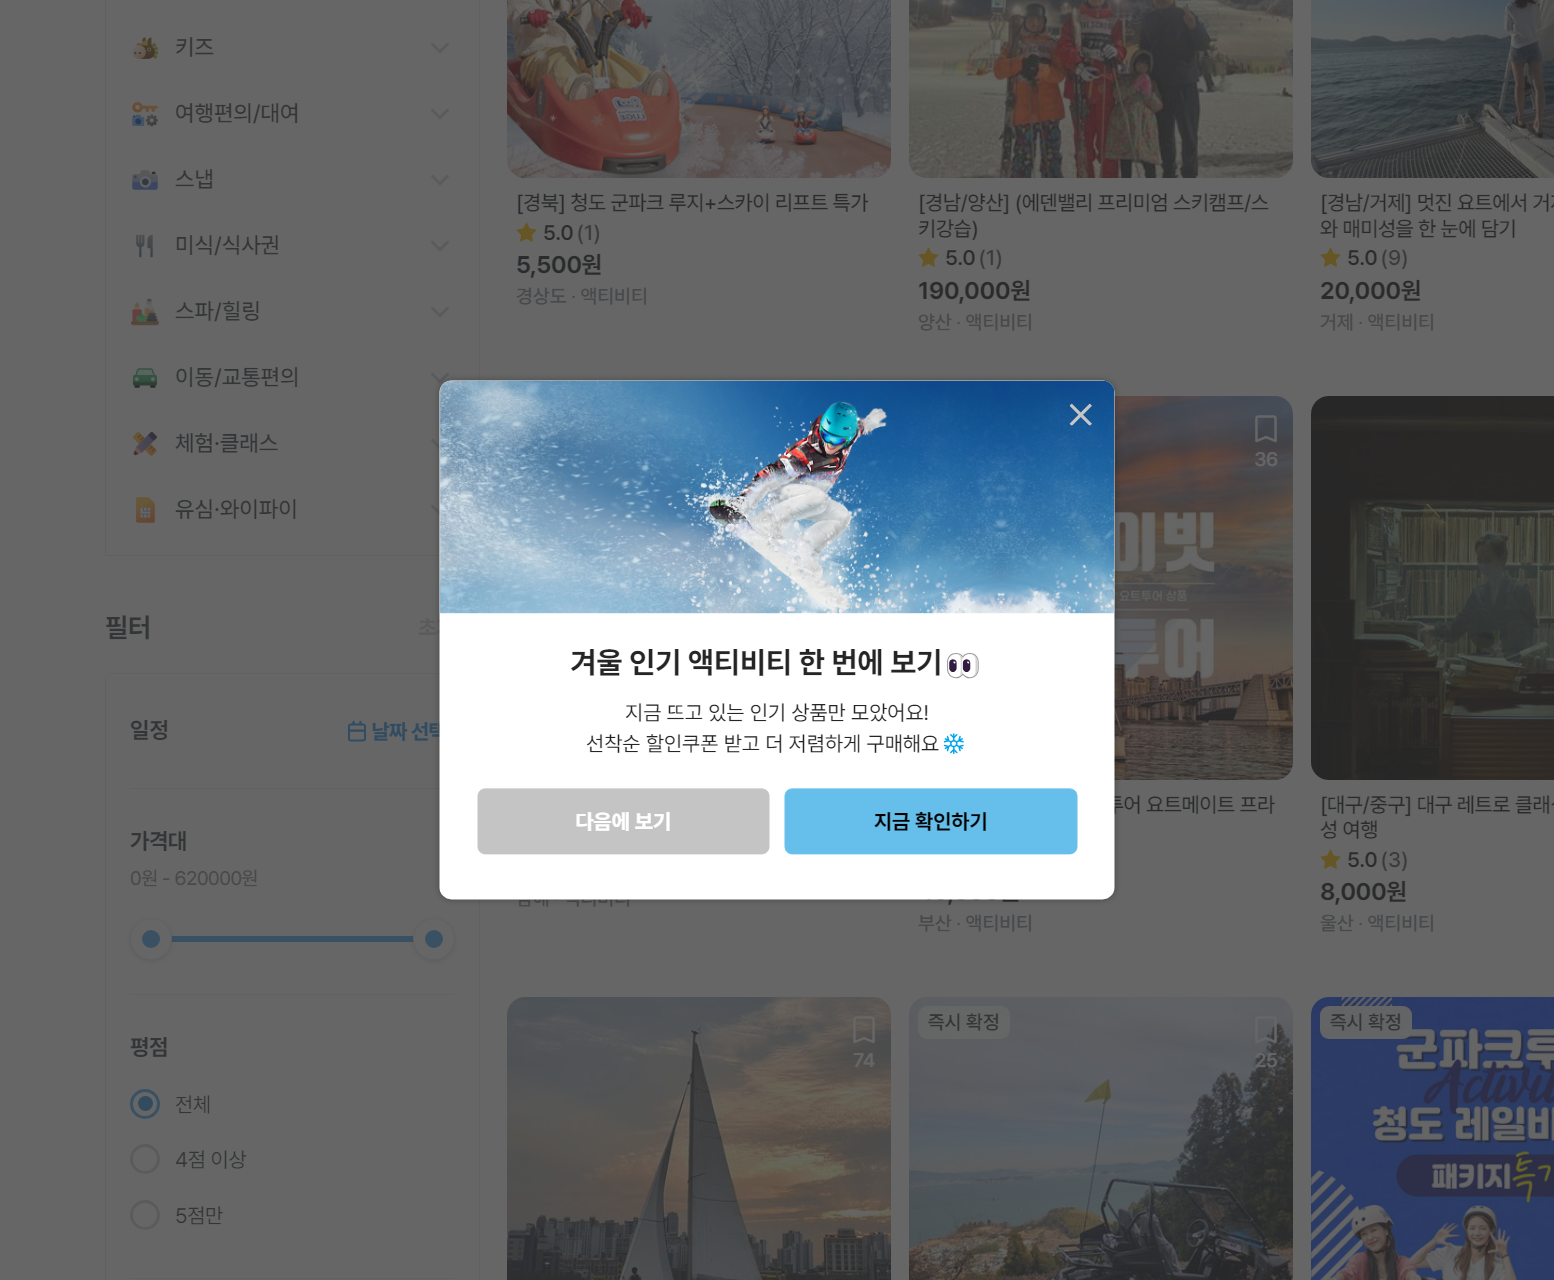 키즈
여행편의/대여
스냅
미식/식사권
스파/힐링
이동/교통편의
체험·클래스
유심·와이파이
필터
일정
날짜 선택
가격대
0원 - 620000원
평점
전체
4점 이상
5점만
[경북] 청도 군파크 루지+스카이 리프트 특가
5.0 (1)
5,500원
경상도 · 액티비티
[경남/양산] (에덴밸리 프리미엄 스키캠프/스
키강습)
5.0 (1)
190,000원
양산 · 액티비티
[경남/거제] 멋진 요트에서 거제
와 매미성을 한 눈에 담기
5.0 (9)
20,000원
거제 · 액티비티
겨울 인기 액티비티 한 번에 보기 👀
지금 뜨고 있는 인기 상품만 모았어요!
선착순 할인쿠폰 받고 더 저렴하게 구매해요 ❄️
다음에 보기
지금 확인하기
36
이빗
요트투어 상품
투어
투어 요트메이트 프라
부산 · 액티비티
[대구/중구] 대구 레트로 클래식
성 여행
5.0 (3)
8,000원
울산 · 액티비티
74
즉시 확정
25
즉시 확정
군파크루
청도 레일바
패키지특가